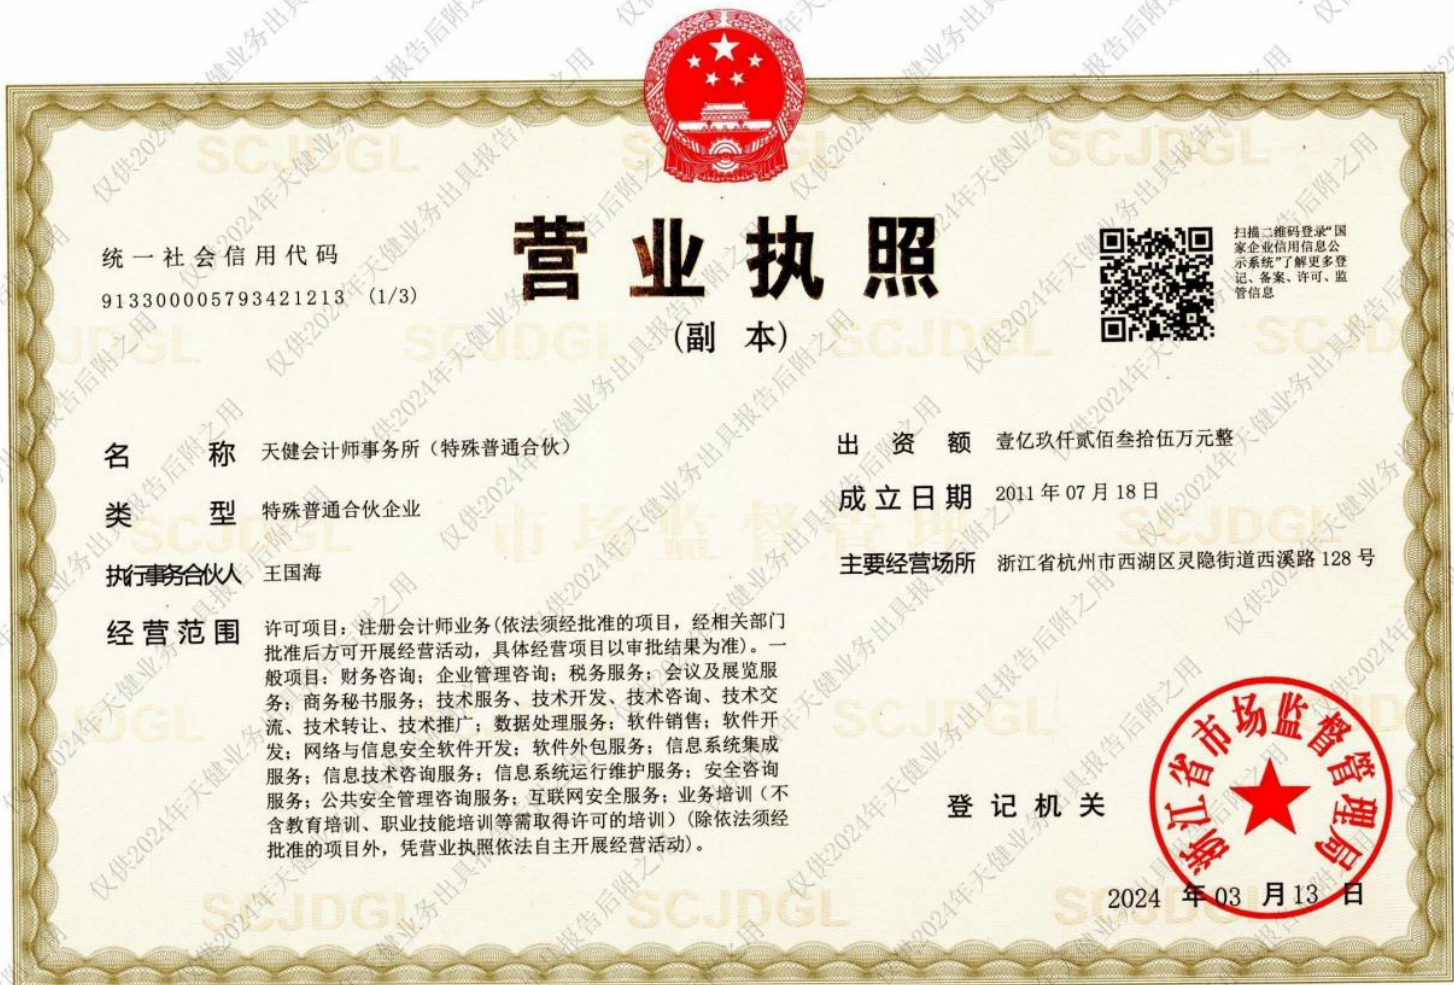 营业执照
(副 本)
统一社会信用代码
913300005793421213 (1/3)
扫描二维码登录“国
家企业信用信息公
示系统”了解更多登
记、备案、许可、监
管信息
名 称 天健会计师事务所（特殊普通合伙）
类 型 特殊普通合伙企业
执行事务合伙人 王国海
经营范围 许可项目：注册会计师业务(依法须经批准的项目，经相关部门
批准后方可开展经营活动，具体经营项目以审批结果为准)。一
般项目：财务咨询；企业管理咨询；税务服务；会议及展览服
务；商务秘书服务；技术服务、技术开发、技术咨询、技术交
流、技术转让、技术推广；数据处理服务；软件销售；软件开
发；网络与信息安全软件开发；软件外包服务；信息系统集成
服务；信息技术咨询服务；信息系统运行维护服务；安全咨询
服务；公共安全管理咨询服务；互联网安全服务；业务培训（不
含教育培训、职业技能培训等需取得许可的培训）(除依法须经
批准的项目外，凭营业执照依法自主开展经营活动)。
出 资 额 壹亿玖仟贰佰叁拾伍万元整
成立日期 2011 年 07 月 18 日
主要经营场所 浙江省杭州市西湖区灵隐街道西溪路 128 号
登记机关
浙江省市场监督管理局
2024 年 03 月 13 日
SCJDGL
市场监督管理
仅供2024年天健业务出具报告后附之用